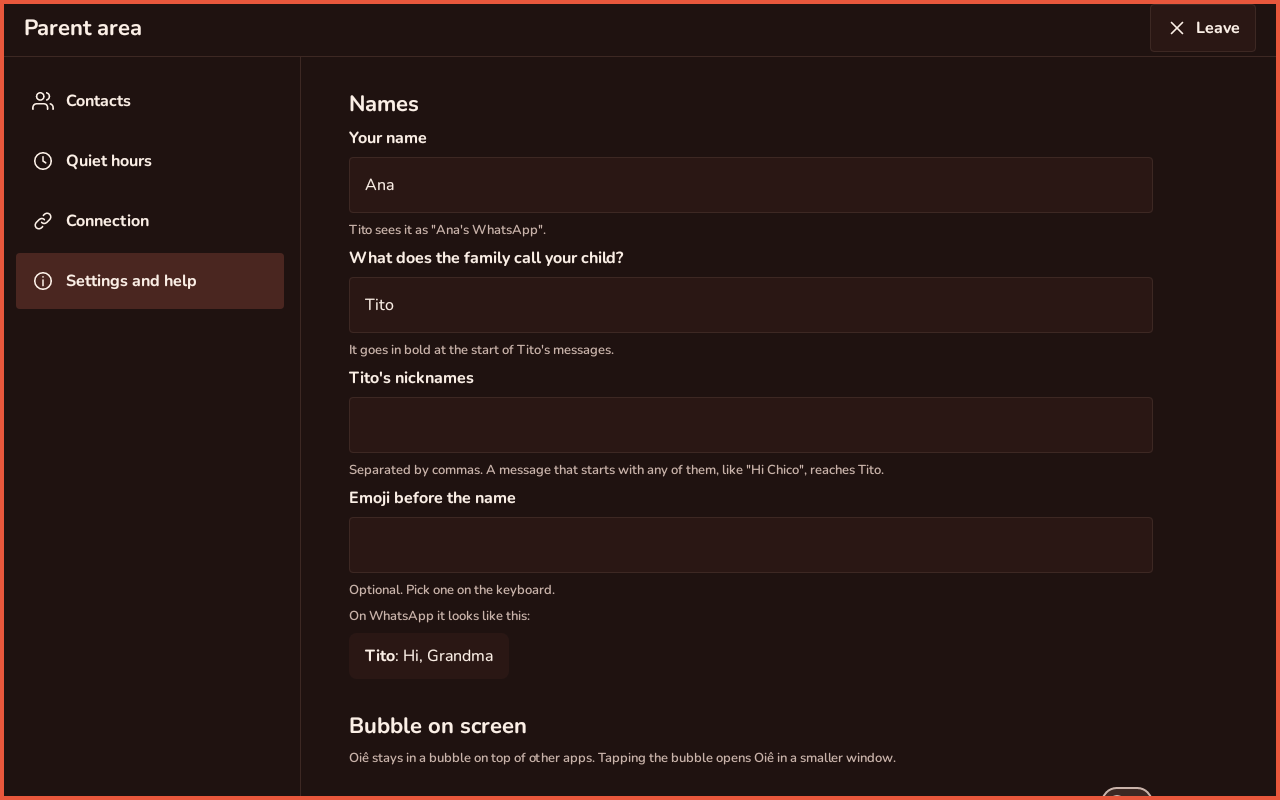 Parent area
Leave
Contacts
Quiet hours
Connection
Settings and help
Names
Your name
Ana
Tito sees it as "Ana's WhatsApp".
What does the family call your child?
Tito
It goes in bold at the start of Tito's messages.
Tito's nicknames
Separated by commas. A message that starts with any of them, like "Hi Chico", reaches Tito.
Emoji before the name
Optional. Pick one on the keyboard.
On WhatsApp it looks like this:
Tito: Hi, Grandma
Bubble on screen
Oiê stays in a bubble on top of other apps. Tapping the bubble opens Oiê in a smaller window.